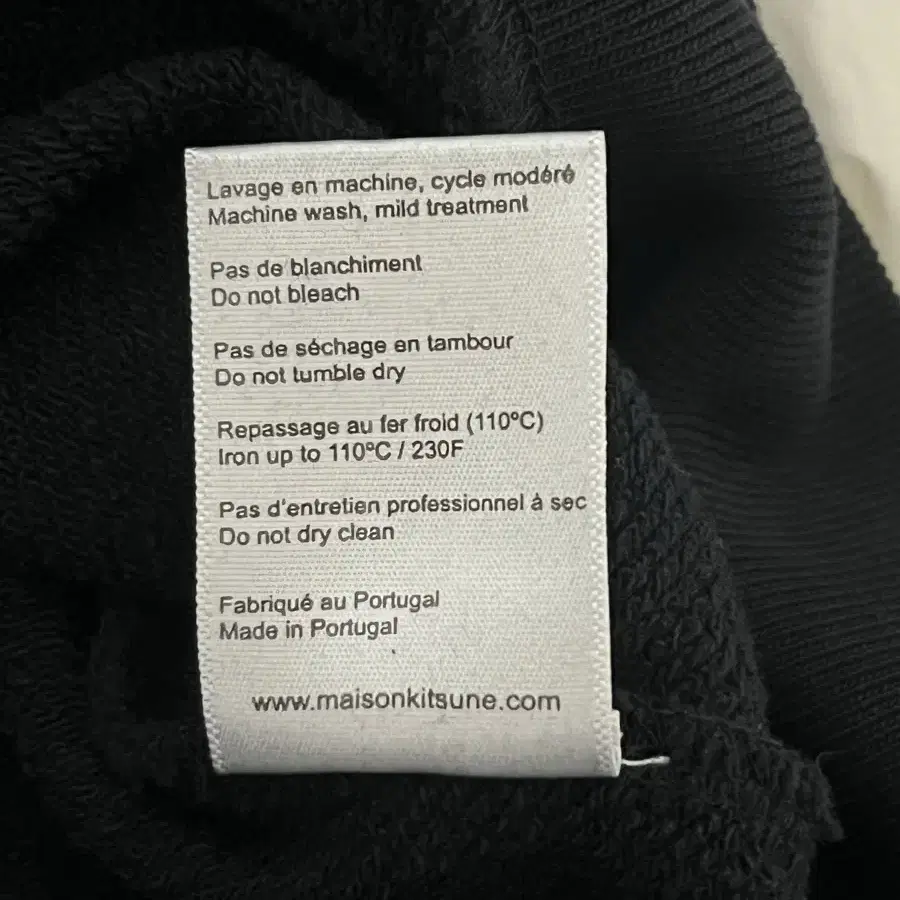 Lavage en machine, cycle modéré
Machine wash, mild treatment
Pas de blanchiment
Do not bleach
Pas de séchage en tambour
Do not tumble dry
Repassage au fer froid (110ºC)
Iron up to 110ºC / 230F
Pas d'entretien professionnel à sec
Do not dry clean
Fabriqué au Portugal
Made in Portugal
www.maisonkitsune.com